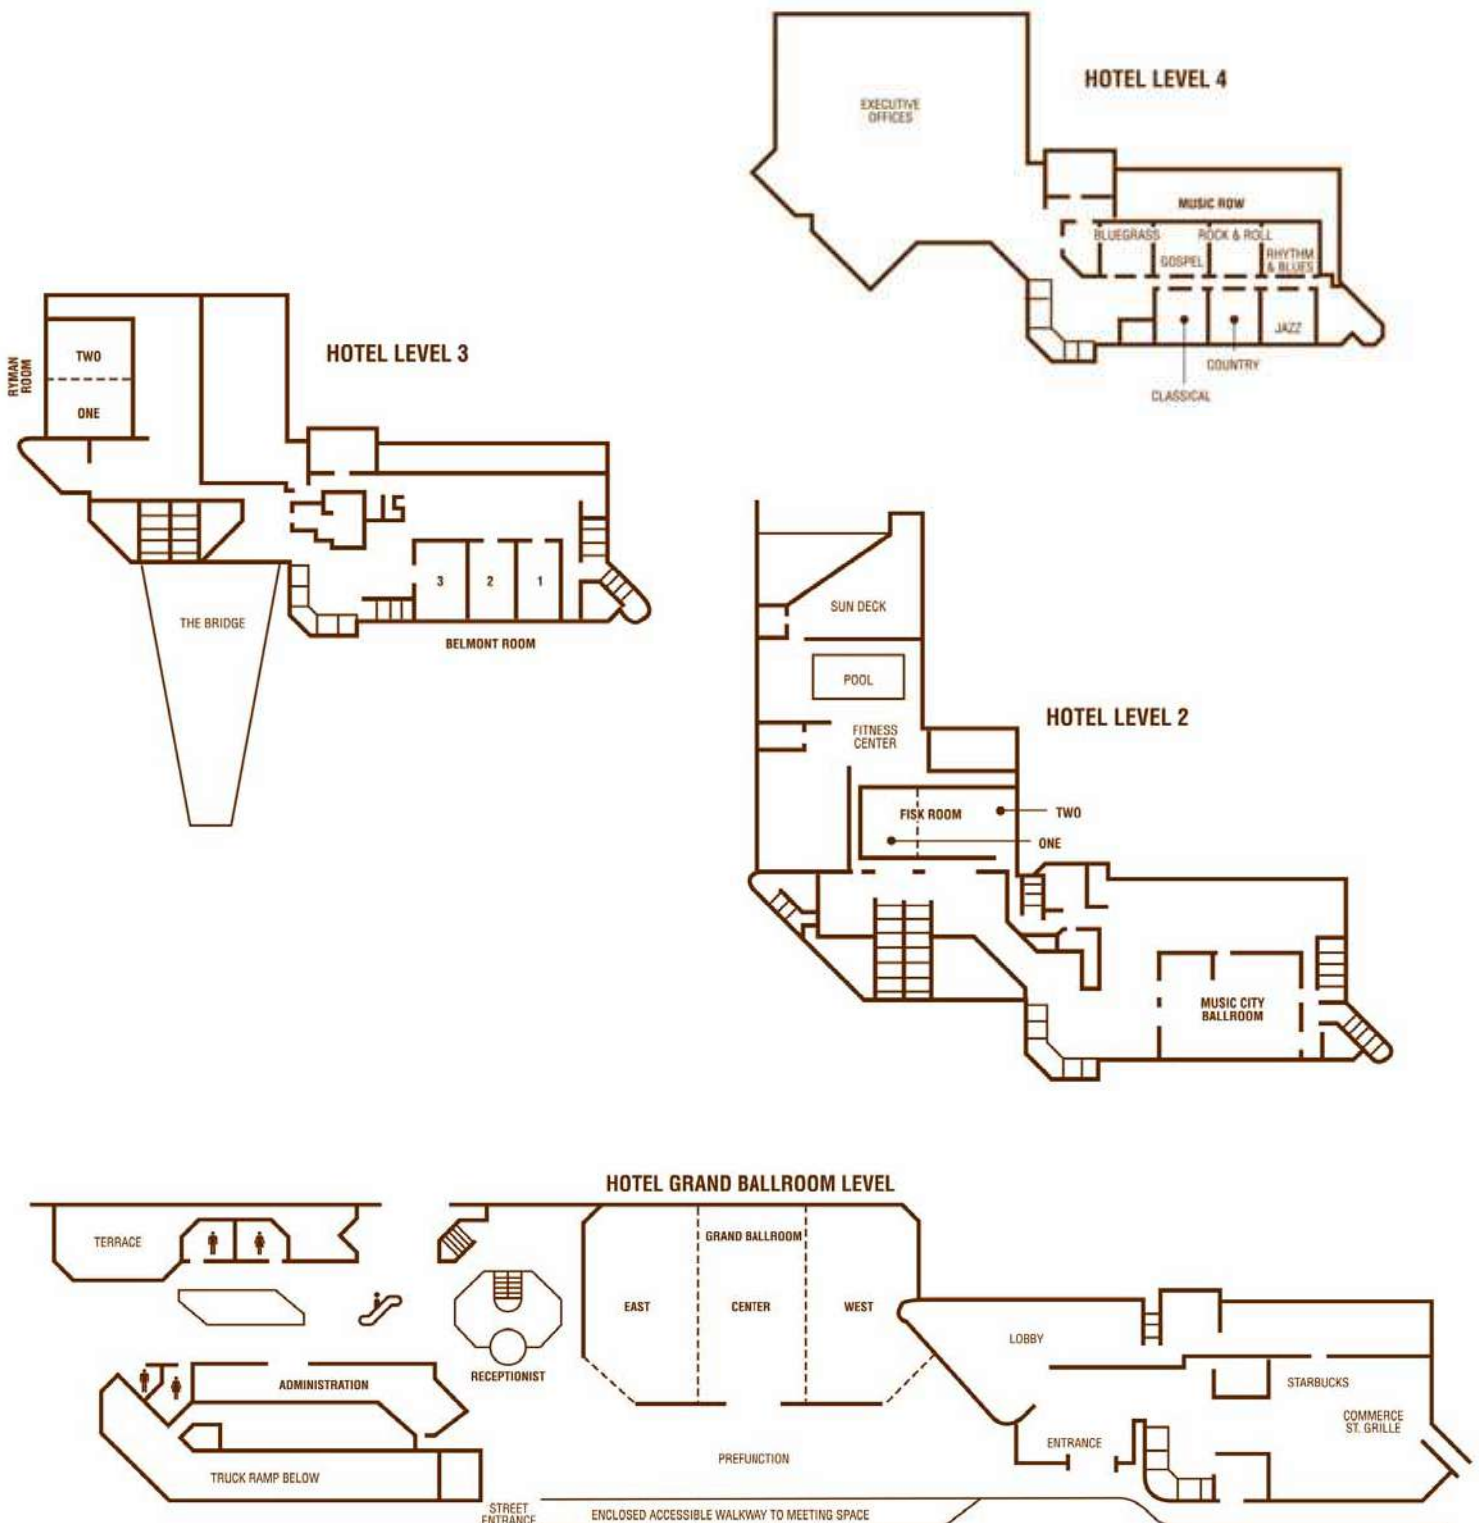 HOTEL LEVEL 4
EXECUTIVE
OFFICES
MUSIC ROW
BLUEGRASS
ROCK & ROLL
GOSPEL
RHYTHM
& BLUES
JAZZ
COUNTRY
CLASSICAL
HOTEL LEVEL 3
RYMAN
ROOM
TWO
ONE
3
2
1
THE BRIDGE
BELMONT ROOM
SUN DECK
POOL
HOTEL LEVEL 2
FITNESS
CENTER
FISK ROOM
TWO
ONE
MUSIC CITY
BALLROOM
HOTEL GRAND BALLROOM LEVEL
TERRACE
GRAND BALLROOM
EAST
CENTER
WEST
LOBBY
RECEPTIONIST
ADMINISTRATION
STARBUCKS
COMMERCE
ST. GRILLE
ENTRANCE
PREFUNCTION
TRUCK RAMP BELOW
STREET
ENTRANCE
ENCLOSED ACCESSIBLE WALKWAY TO MEETING SPACE